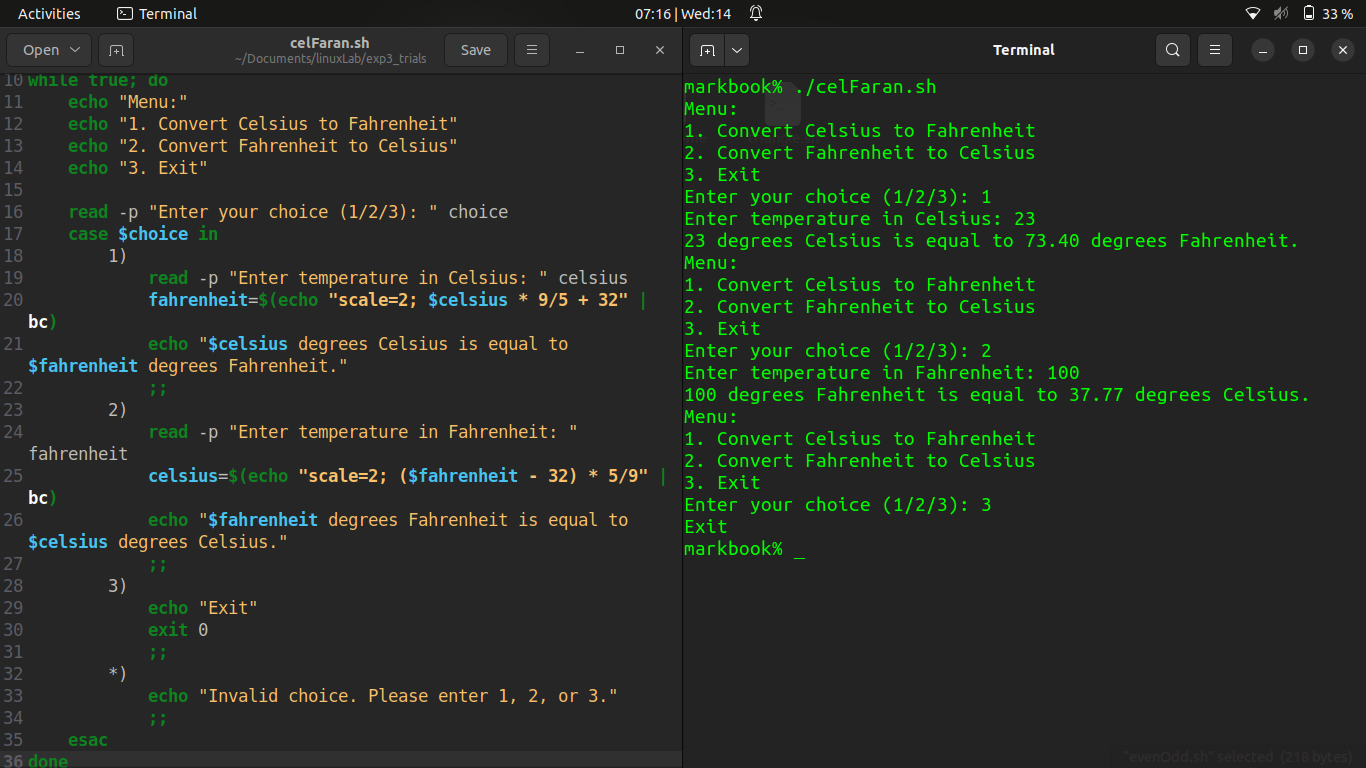 Activities Terminal 07:16 | Wed:14 33 %
Open celFaran.sh Save
~/Documents/linuxLab/exp3_trials
10 while true; do
11 echo "Menu:"
12 echo "1. Convert Celsius to Fahrenheit"
13 echo "2. Convert Fahrenheit to Celsius"
14 echo "3. Exit"
15
16 read -p "Enter your choice (1/2/3): " choice
17 case $choice in
18 1)
19 read -p "Enter temperature in Celsius: " celsius
20 fahrenheit=$(echo "scale=2; $celsius * 9/5 + 32" |
bc)
21 echo "$celsius degrees Celsius is equal to
$fahrenheit degrees Fahrenheit."
22 ;;
23 2)
24 read -p "Enter temperature in Fahrenheit: "
fahrenheit
25 celsius=$(echo "scale=2; ($fahrenheit - 32) * 5/9" |
bc)
26 echo "$fahrenheit degrees Fahrenheit is equal to
$celsius degrees Celsius."
27 ;;
28 3)
29 echo "Exit"
30 exit 0
31 ;;
32 *)
33 echo "Invalid choice. Please enter 1, 2, or 3."
34 ;;
35 esac
36 done
Terminal
markbook% ./celFaran.sh
Menu:
1. Convert Celsius to Fahrenheit
2. Convert Fahrenheit to Celsius
3. Exit
Enter your choice (1/2/3): 1
Enter temperature in Celsius: 23
23 degrees Celsius is equal to 73.40 degrees Fahrenheit.
Menu:
1. Convert Celsius to Fahrenheit
2. Convert Fahrenheit to Celsius
3. Exit
Enter your choice (1/2/3): 2
Enter temperature in Fahrenheit: 100
100 degrees Fahrenheit is equal to 37.77 degrees Celsius.
Menu:
1. Convert Celsius to Fahrenheit
2. Convert Fahrenheit to Celsius
3. Exit
Enter your choice (1/2/3): 3
Exit
markbook% _
"evenOdd.sh" selected (218 bytes)